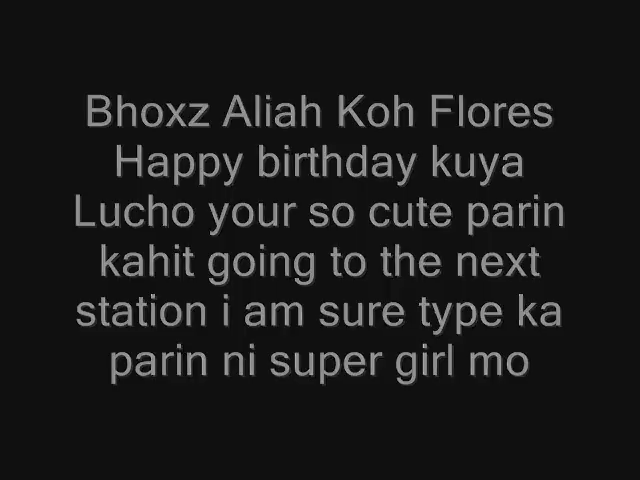 Bhoxz Aliah Koh Flores
Happy birthday kuya
Lucho your so cute parin
kahit going to the next
station i am sure type ka
parin ni super girl mo